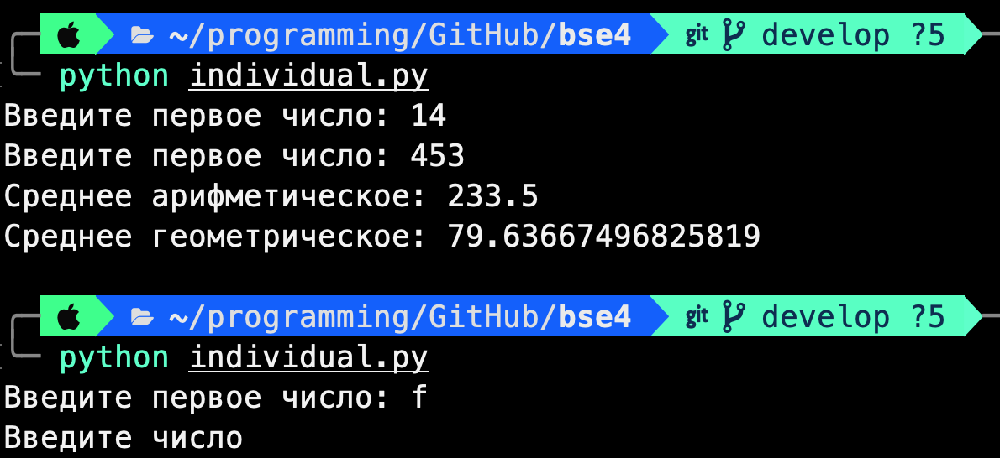 ~/programming/GitHub/bse4 git develop ?5
python individual.py
Введите первое число: 14
Введите первое число: 453
Среднее арифметическое: 233.5
Среднее геометрическое: 79.63667496825819
~/programming/GitHub/bse4 git develop ?5
python individual.py
Введите первое число: f
Введите число